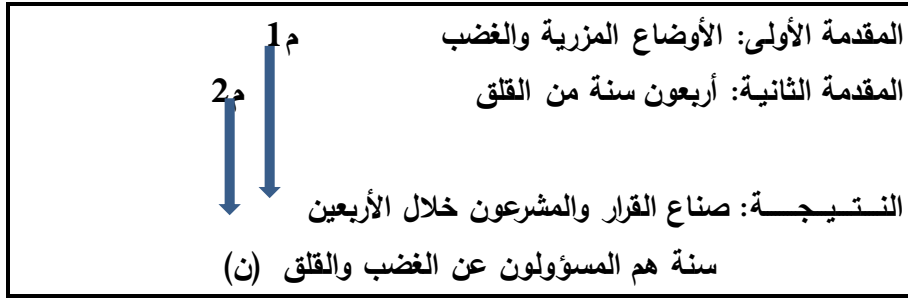 المقدمة الأولى: الأوضاع المزرية والغضب م1
المقدمة الثانية: أربعون سنة من القلق م2
النــتــيــجــــة: صناع القرار والمشرعون خلال الأربعين
سنة هم المسؤولون عن الغضب والقلق (ن)